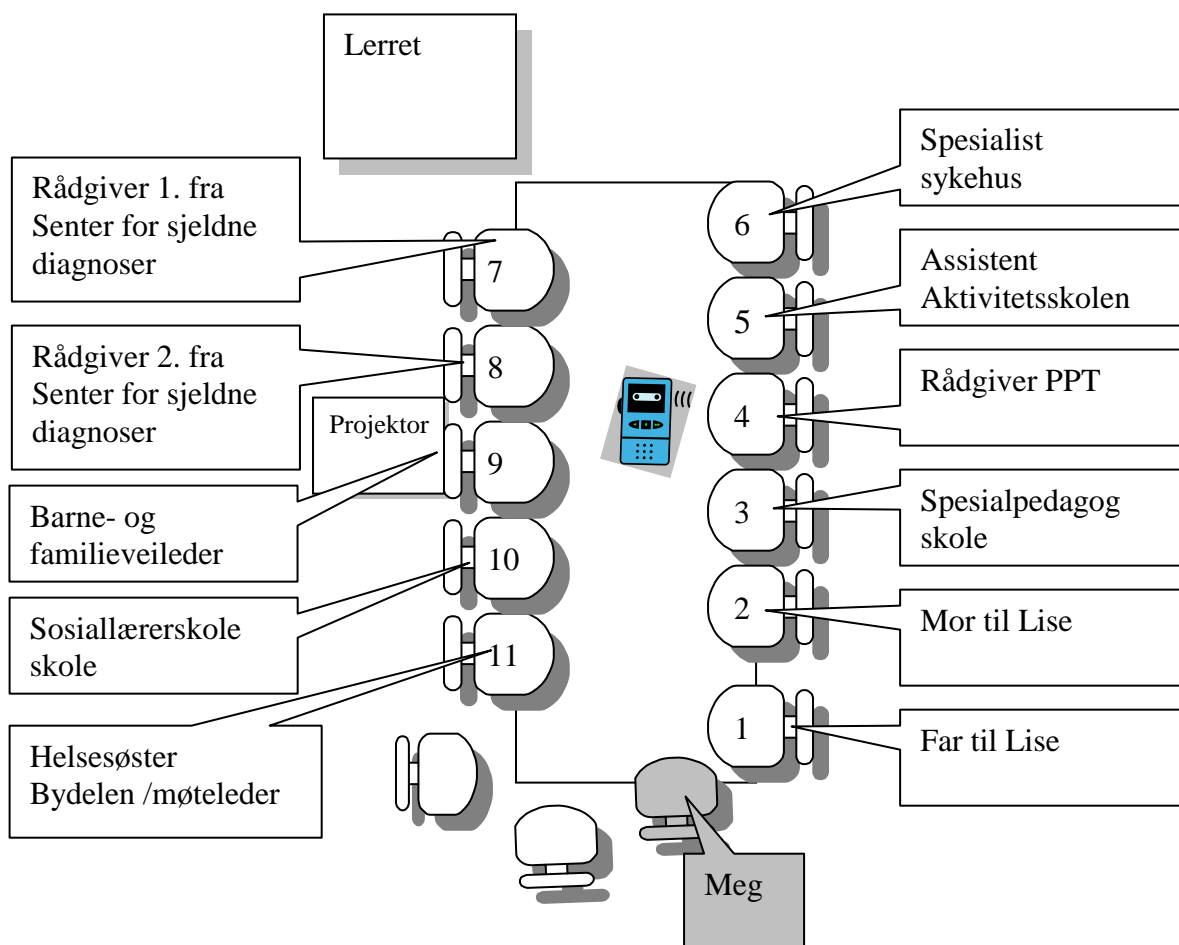 Lerret
Rådgiver 1. fra
Senter for sjeldne
diagnoser
Rådgiver 2. fra
Senter for sjeldne
diagnoser
Projektor
Barne- og
familieveileder
Sosiallærerskole
skole
Helsesøster
Bydelen /møteleder
7
8
9
10
11
6
5
4
3
2
1
Spesialist
sykehus
Assistent
Aktivitetsskolen
Rådgiver PPT
Spesialpedagog
skole
Mor til Lise
Far til Lise
Meg